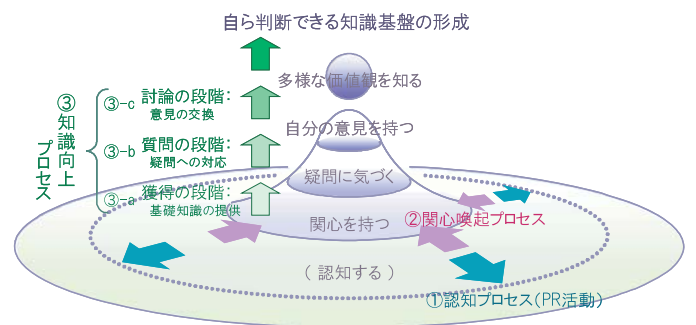 自ら判断できる知識基盤の形成
多様な価値観を知る
③-c 討論の段階：
意見の交換
③知識向上
プロセス
自分の意見を持つ
③-b 質問の段階：
疑問への対応
疑問に気づく
③-a 獲得の段階：
基礎知識の提供
関心を持つ
②関心喚起プロセス
（認知する）
①認知プロセス（PR活動）